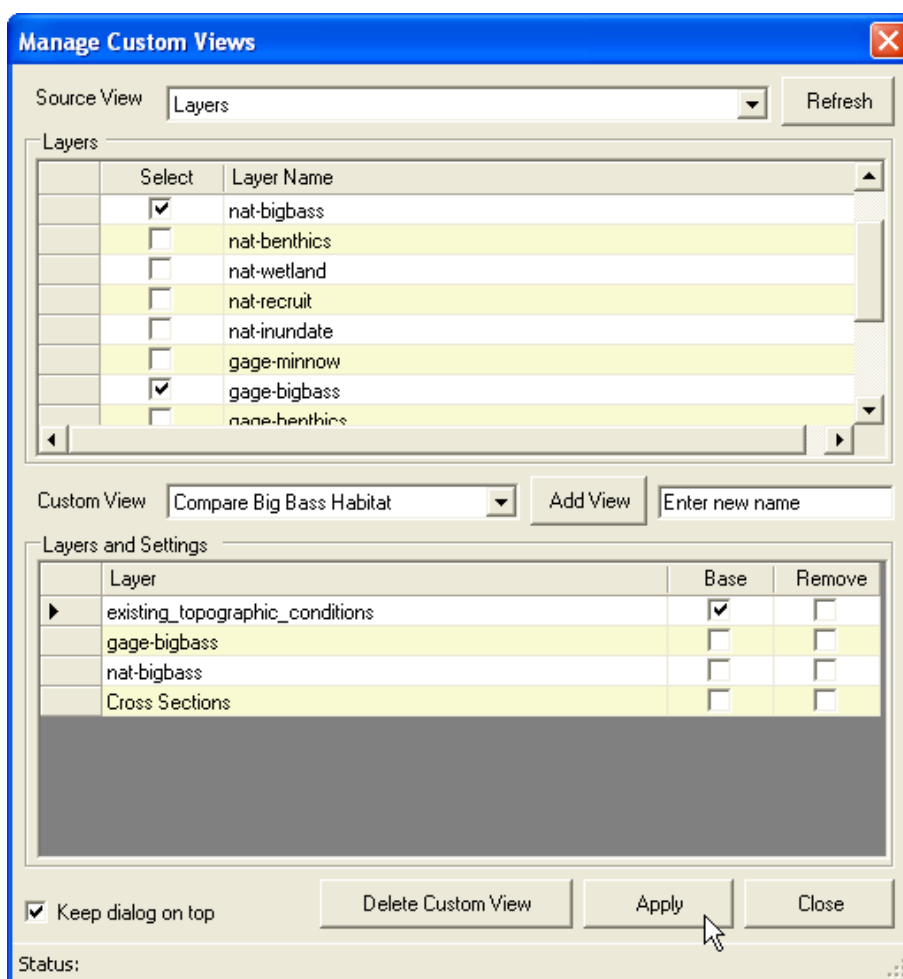 Manage Custom Views
Source View Layers Refresh
Layers
Select Layer Name
nat-bigbass
nat-benthics
nat-wetland
nat-recruit
nat-inundate
gage-minnow
gage-bigbass
gage-benthics
Custom View Compare Big Bass Habitat Add View Enter new name
Layers and Settings
Layer Base Remove
existing_topographic_conditions
gage-bigbass
nat-bigbass
Cross Sections
Keep dialog on top Delete Custom View Apply Close
Status: